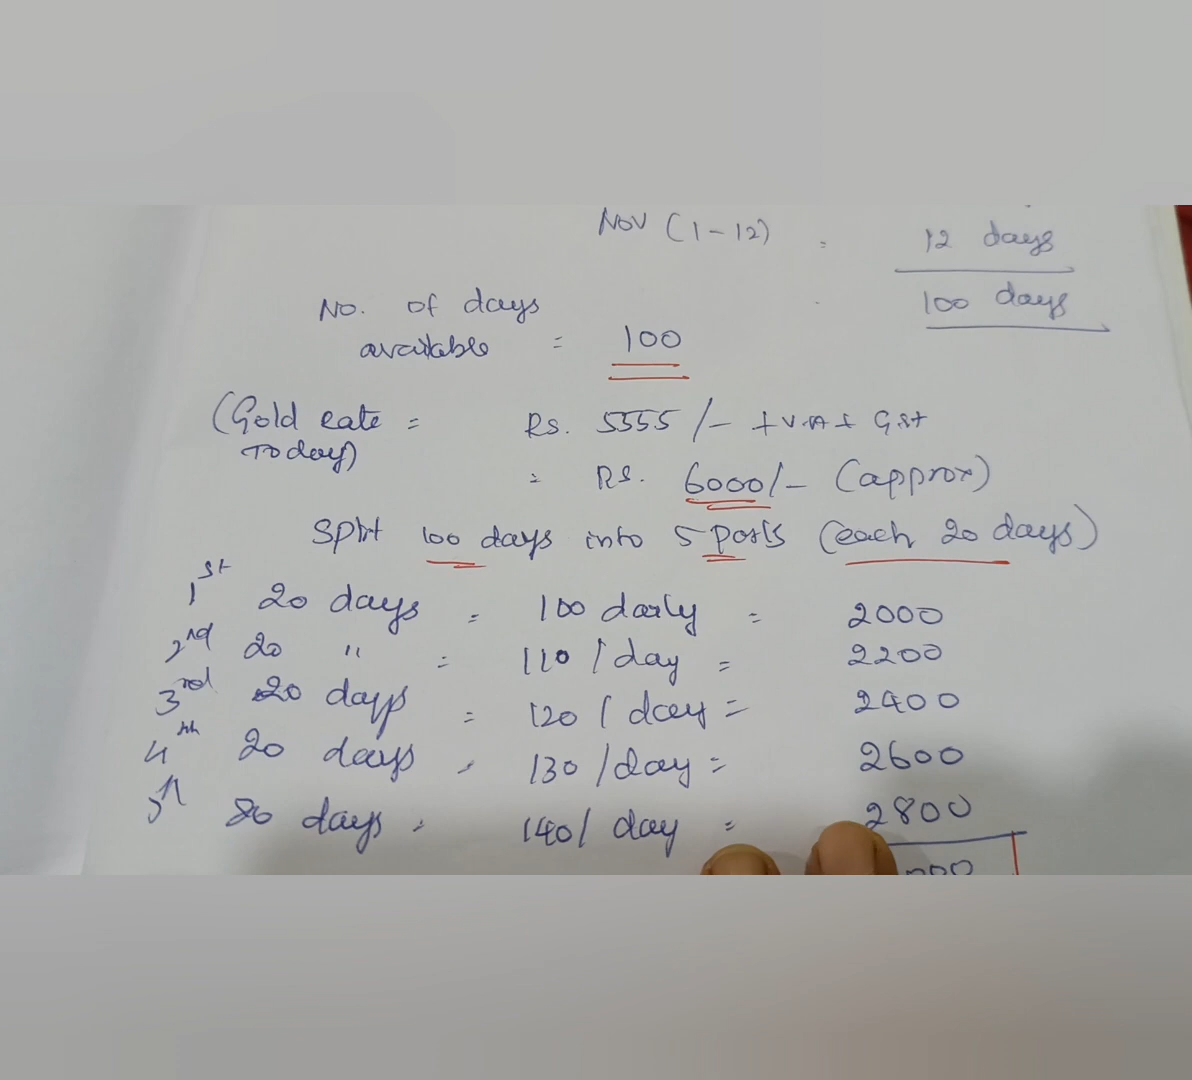 Nov (1-12) = 12 days
100 days
No. of days
available = 100
(Gold rate = Rs. 5555/- + V.A + G.st
Today)
= Rs. 6000/- (approx)
Split 100 days into 5 parts (each 20 days)
1st 20 days = 100 daily = 2000
2nd 20 " = 110 / day = 2200
3rd 20 days = 120 / day = 2400
4th 20 days = 130 / day = 2600
5th 20 days = 140 / day = 2800